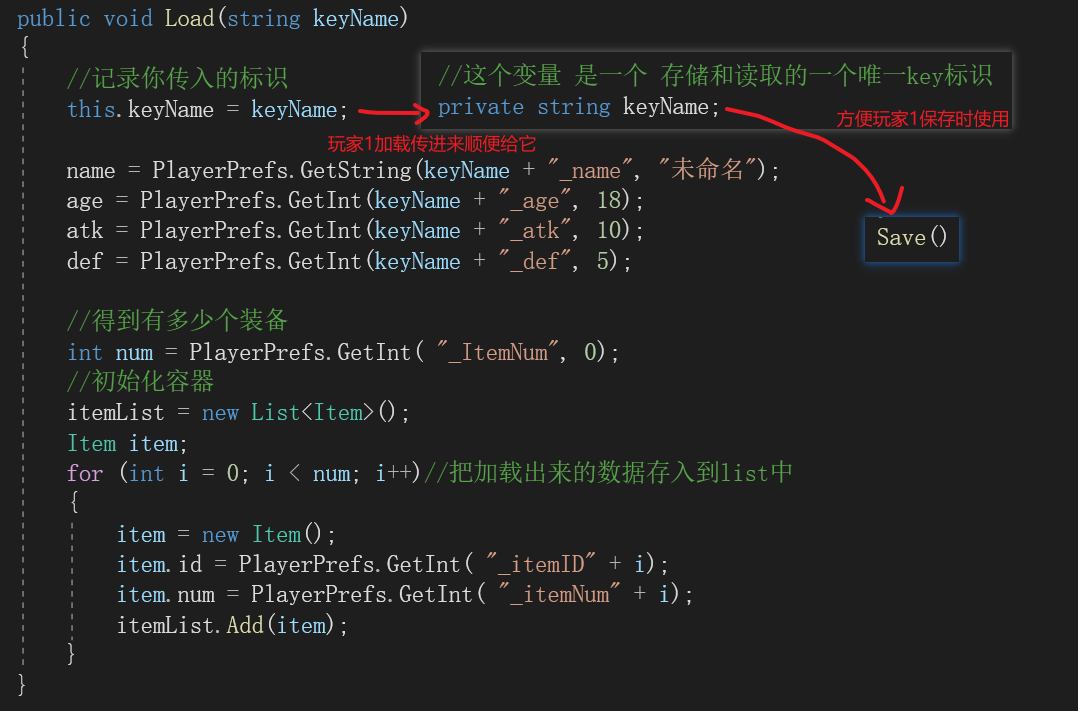 public void Load(string keyName)
{
//记录你传入的标识
this.keyName = keyName;
//这个变量 是一个 存储和读取的一个唯一key标识
private string keyName;
方便玩家1保存时使用
玩家1加载传进来顺便给它
name = PlayerPrefs.GetString(keyName + "_name", "未命名");
age = PlayerPrefs.GetInt(keyName + "_age", 18);
atk = PlayerPrefs.GetInt(keyName + "_atk", 10);
def = PlayerPrefs.GetInt(keyName + "_def", 5);
Save()
//得到有多少个装备
int num = PlayerPrefs.GetInt( "_ItemNum", 0);
//初始化容器
itemList = new List<Item>();
Item item;
for (int i = 0; i < num; i++)//把加载出来的数据存入到list中
{
item = new Item();
item.id = PlayerPrefs.GetInt( "_itemID" + i);
item.num = PlayerPrefs.GetInt( "_itemNum" + i);
itemList.Add(item);
}
}